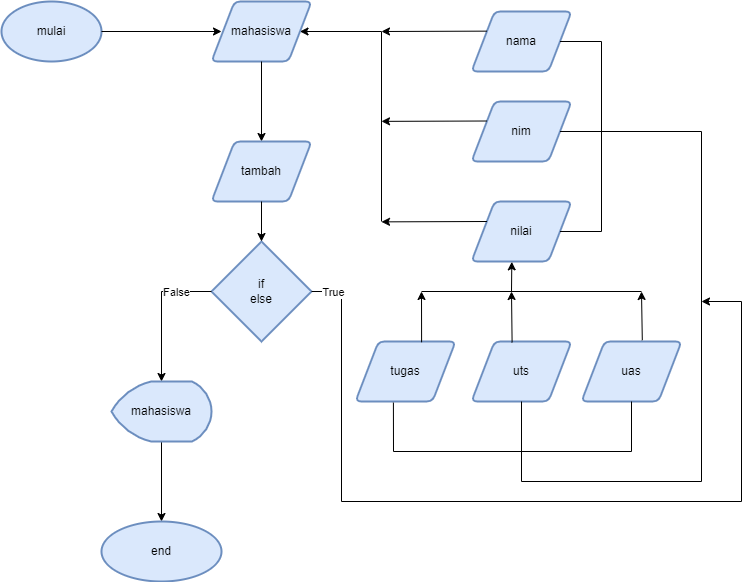 mulai
mahasiswa
nama
nim
tambah
nilai
if
else
False
True
tugas
uts
uas
mahasiswa
end